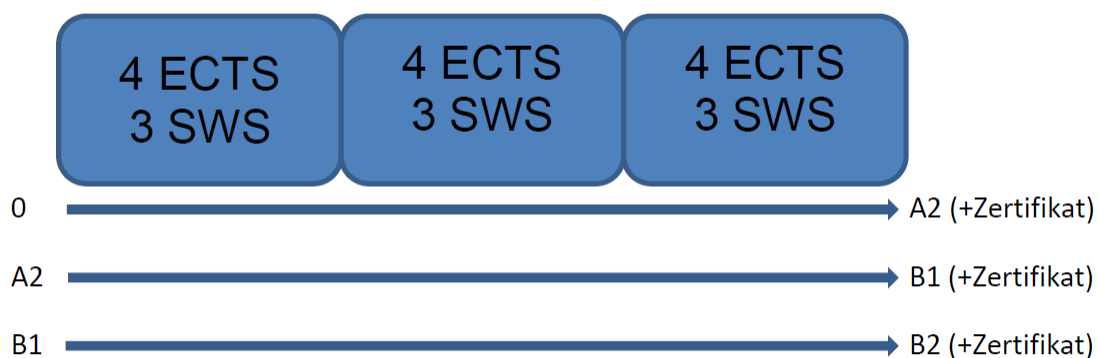 4 ECTS
3 SWS
4 ECTS
3 SWS
4 ECTS
3 SWS
0
A2 (+Zertifikat)
A2
B1 (+Zertifikat)
B1
B2 (+Zertifikat)